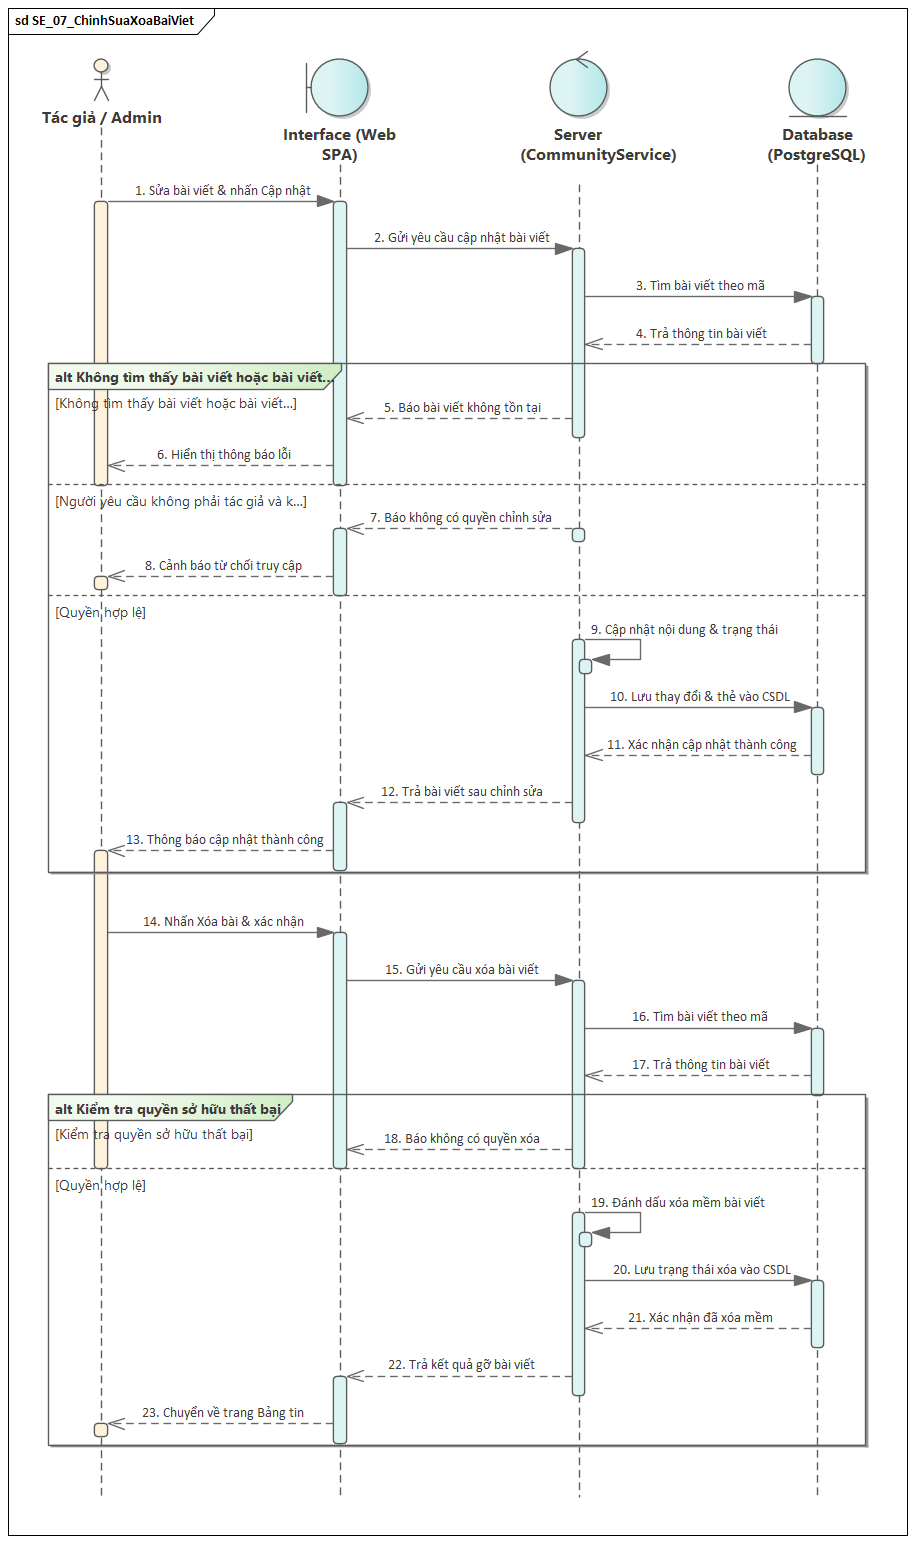 sd SE_07_ChinhSuaXoaBaiViet
Tác giả / Admin
Interface (Web
SPA)
Server
(CommunityService)
Database
(PostgreSQL)
1. Sửa bài viết & nhấn Cập nhật
2. Gửi yêu cầu cập nhật bài viết
3. Tìm bài viết theo mã
4. Trả thông tin bài viết
alt Không tìm thấy bài viết hoặc bài viết...
[Không tìm thấy bài viết hoặc bài viết...]
5. Báo bài viết không tồn tại
6. Hiển thị thông báo lỗi
[Người yêu cầu không phải tác giả và k...]
7. Báo không có quyền chỉnh sửa
8. Cảnh báo từ chối truy cập
[Quyền hợp lệ]
9. Cập nhật nội dung & trạng thái
10. Lưu thay đổi & thẻ vào CSDL
11. Xác nhận cập nhật thành công
12. Trả bài viết sau chỉnh sửa
13. Thông báo cập nhật thành công
14. Nhấn Xóa bài & xác nhận
15. Gửi yêu cầu xóa bài viết
16. Tìm bài viết theo mã
17. Trả thông tin bài viết
alt Kiểm tra quyền sở hữu thất bại
[Kiểm tra quyền sở hữu thất bại]
18. Báo không có quyền xóa
[Quyền hợp lệ]
19. Đánh dấu xóa mềm bài viết
20. Lưu trạng thái xóa vào CSDL
21. Xác nhận đã xóa mềm
22. Trả kết quả gỡ bài viết
23. Chuyển về trang Bảng tin